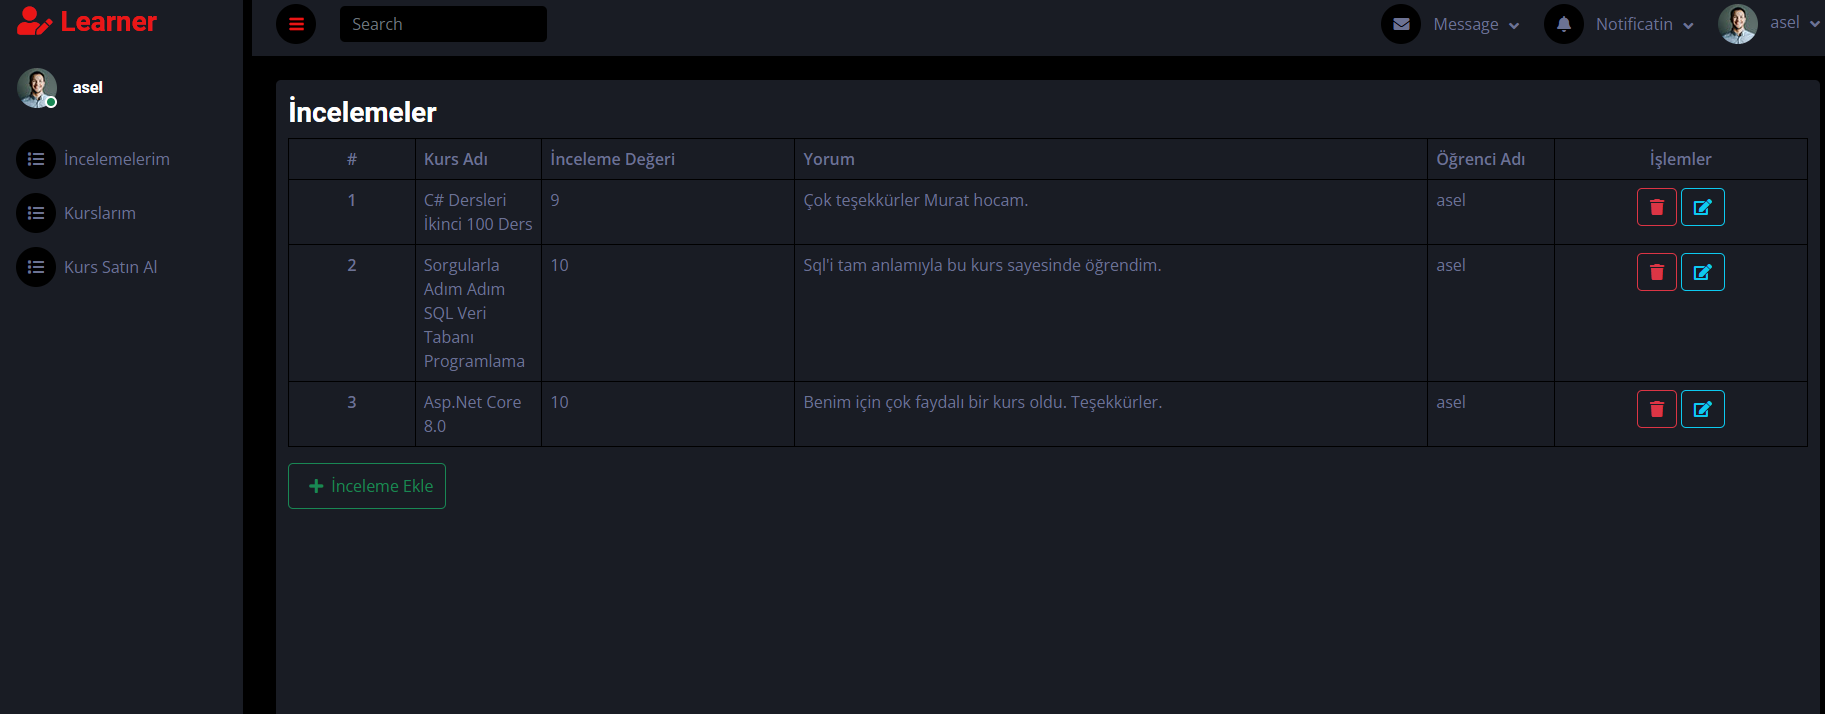 Learner
Search
Message
Notificatin
asel
asel
İncelemelerim
Kurslarım
Kurs Satın Al
İncelemeler
# Kurs Adı İnceleme Değeri Yorum Öğrenci Adı İşlemler
1 C# Dersleri 9 Çok teşekkürler Murat hocam. asel
İkinci 100 Ders
2 Sorgularla 10 Sql'i tam anlamıyla bu kurs sayesinde öğrendim. asel
Adım Adım
SQL Veri
Tabanı
Programlama
3 Asp.Net Core 10 Benim için çok faydalı bir kurs oldu. Teşekkürler. asel
8.0
İnceleme Ekle